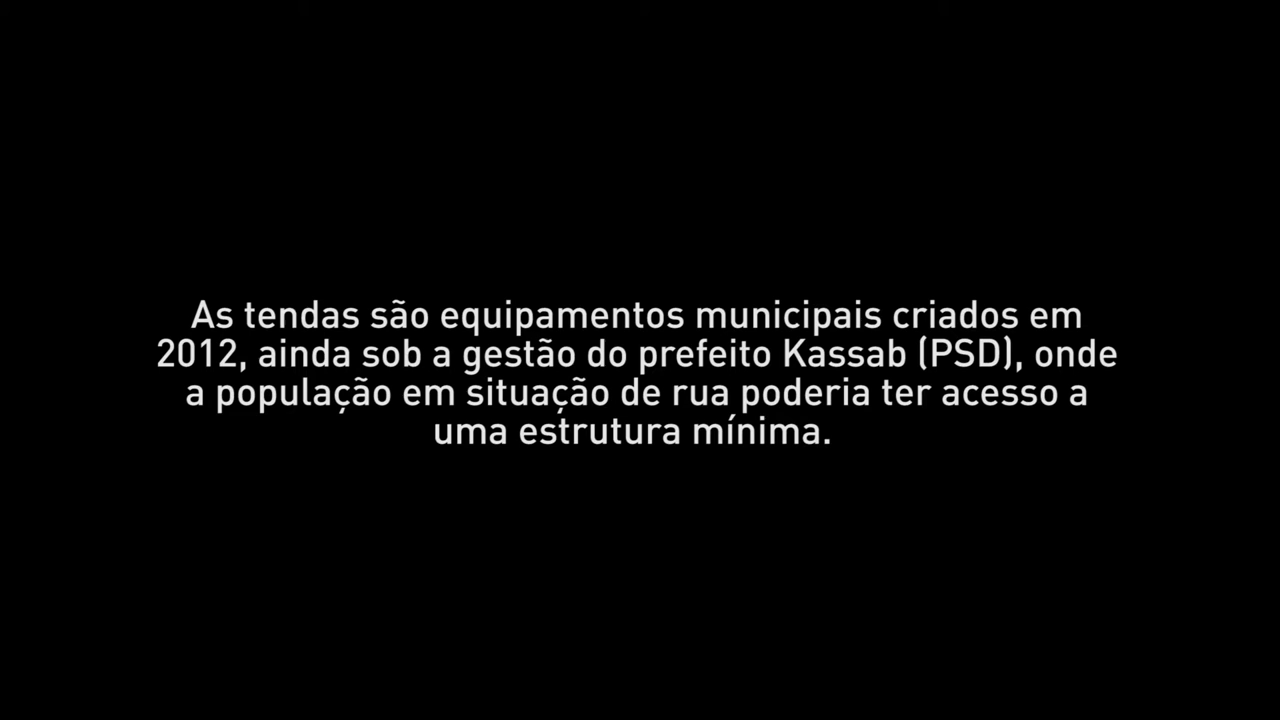 As tendas são equipamentos municipais criados em
2012, ainda sob a gestão do prefeito Kassab (PSD), onde
a população em situação de rua poderia ter acesso a
uma estrutura mínima.